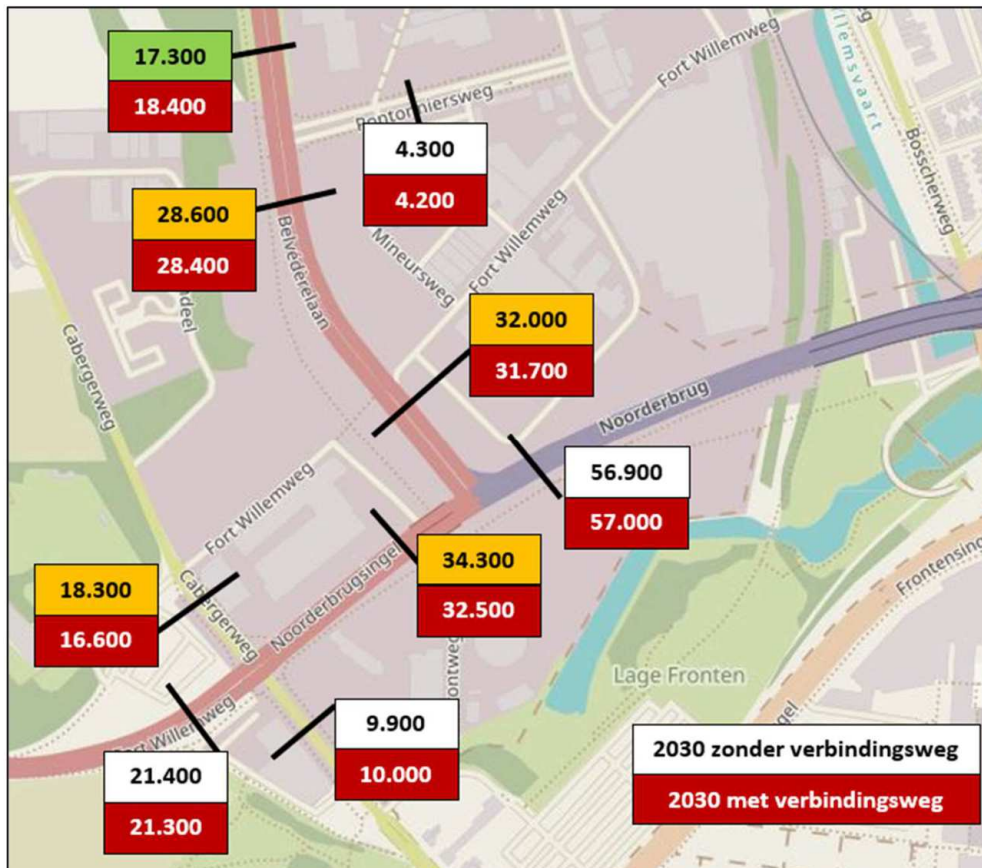 17.300
18.400
Fort Willemweg
Pontonniersweg
4.300
4.200
Bosscherweg
28.600
28.400
Belvederelaan
Mineursweg
Fort Willemweg
Cabergerweg
32.000
31.700
Noorderbrug
56.900
57.000
Fort Willemweg
34.300
32.500
Noorderbrugsingel
18.300
16.600
Cabergerweg
Lage Fronten
9.900
10.000
Fort Willemweg
21.400
21.300
2030 zonder verbindingsweg
2030 met verbindingsweg